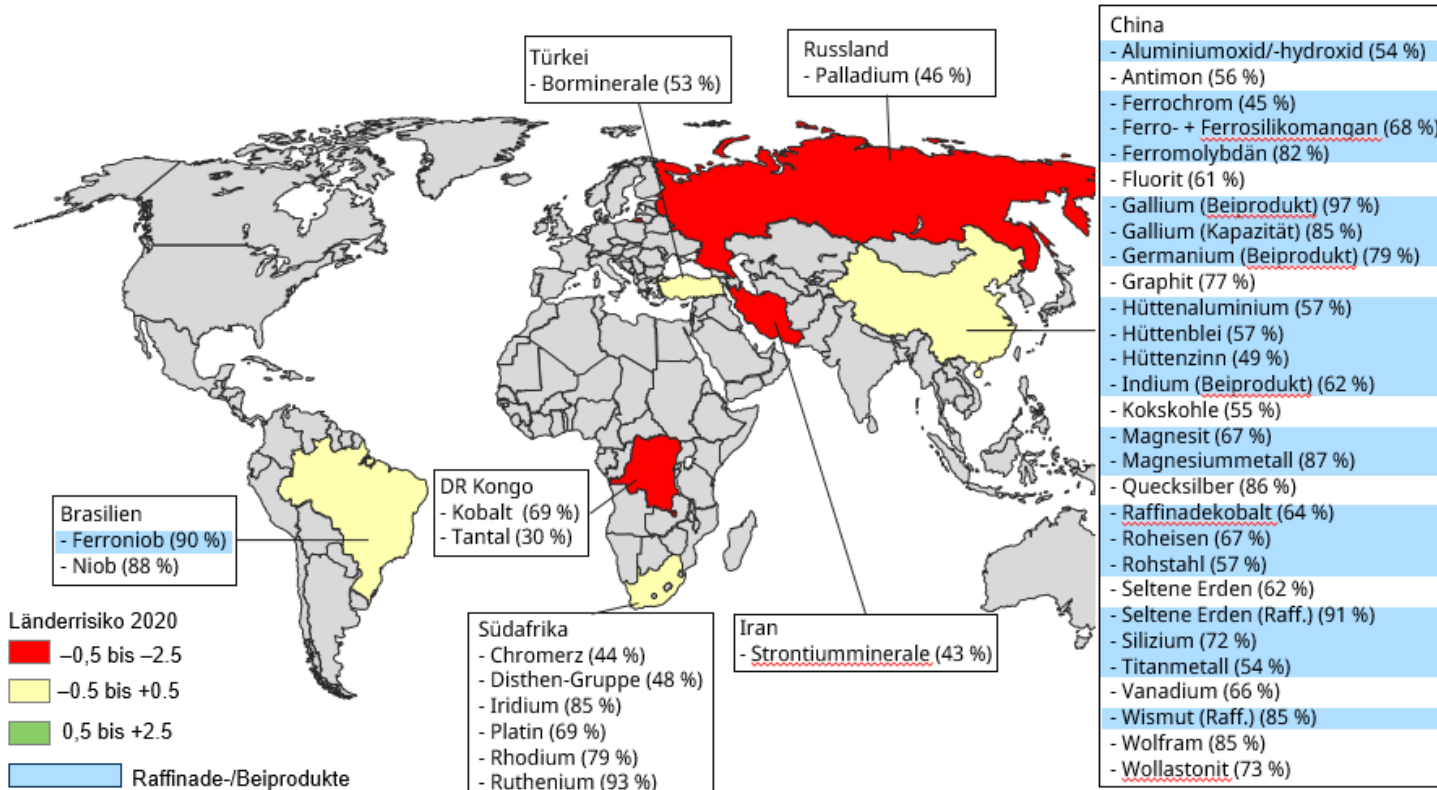 Türkei
- Borminerale (53 %)
Russland
- Palladium (46 %)
China
- Aluminiumoxid/-hydroxid (54 %)
- Antimon (56 %)
- Ferrochrom (45 %)
- Ferro- + Ferrosilikomangan (68 %)
- Ferromolybdän (82 %)
- Fluorit (61 %)
- Gallium (Beiprodukt) (97 %)
- Gallium (Kapazität) (85 %)
- Germanium (Beiprodukt) (79 %)
- Graphit (77 %)
- Hüttenaluminium (57 %)
- Hüttenblei (57 %)
- Hüttenzinn (49 %)
- Indium (Beiprodukt) (62 %)
- Kokskohle (55 %)
- Magnesit (67 %)
- Magnesiummetall (87 %)
- Quecksilber (86 %)
- Raffinadekobalt (64 %)
- Roheisen (67 %)
- Rohstahl (57 %)
- Seltene Erden (62 %)
- Seltene Erden (Raff.) (91 %)
- Silizium (72 %)
- Titanmetall (54 %)
- Vanadium (66 %)
- Wismut (Raff.) (85 %)
- Wolfram (85 %)
- Wollastonit (73 %)
Brasilien
- Ferroniob (90 %)
- Niob (88 %)
DR Kongo
- Kobalt (69 %)
- Tantal (30 %)
Südafrika
- Chromerz (44 %)
- Disthen-Gruppe (48 %)
- Iridium (85 %)
- Platin (69 %)
- Rhodium (79 %)
- Ruthenium (93 %)
Iran
- Strontiumminerale (43 %)
Länderrisiko 2020
–0,5 bis –2.5
–0.5 bis +0.5
0,5 bis +2.5
Raffinade-/Beiprodukte